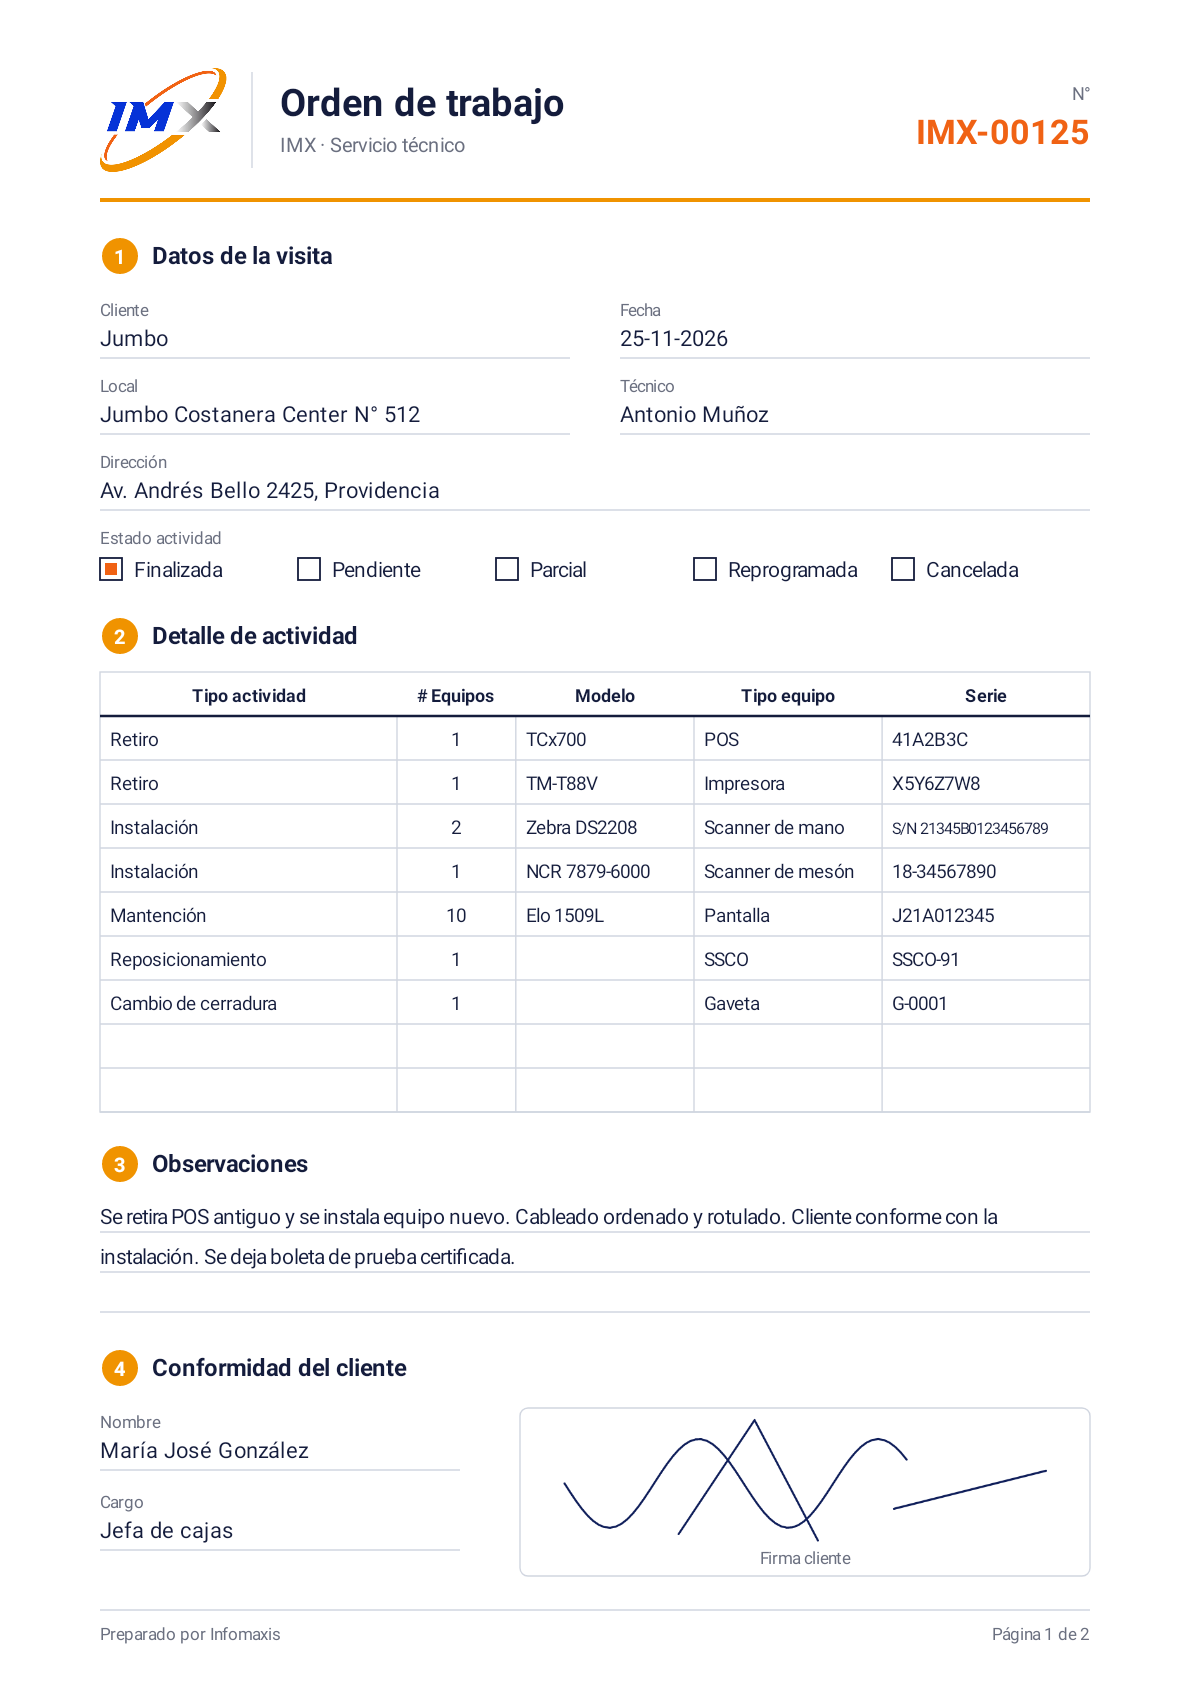 IMX
Orden de trabajo
IMX · Servicio técnico
N°
IMX-00125
1 Datos de la visita
Cliente
Jumbo
Fecha
25-11-2026
Local
Jumbo Costanera Center N° 512
Técnico
Antonio Muñoz
Dirección
Av. Andrés Bello 2425, Providencia
Estado actividad
Finalizada Pendiente Parcial Reprogramada Cancelada
2 Detalle de actividad
Tipo actividad # Equipos Modelo Tipo equipo Serie
Retiro 1 TCx700 POS 41A2B3C
Retiro 1 TM-T88V Impresora X5Y6Z7W8
Instalación 2 Zebra DS2208 Scanner de mano S/N 21345B0123456789
Instalación 1 NCR 7879-6000 Scanner de mesón 18-34567890
Mantención 10 Elo 1509L Pantalla J21A012345
Reposicionamiento 1 SSCO SSCO-91
Cambio de cerradura 1 Gaveta G-0001
3 Observaciones
Se retira POS antiguo y se instala equipo nuevo. Cableado ordenado y rotulado. Cliente conforme con la
instalación. Se deja boleta de prueba certificada.
4 Conformidad del cliente
Nombre
María José González
Cargo
Jefa de cajas
Firma cliente
Preparado por Infomaxis
Página 1 de 2